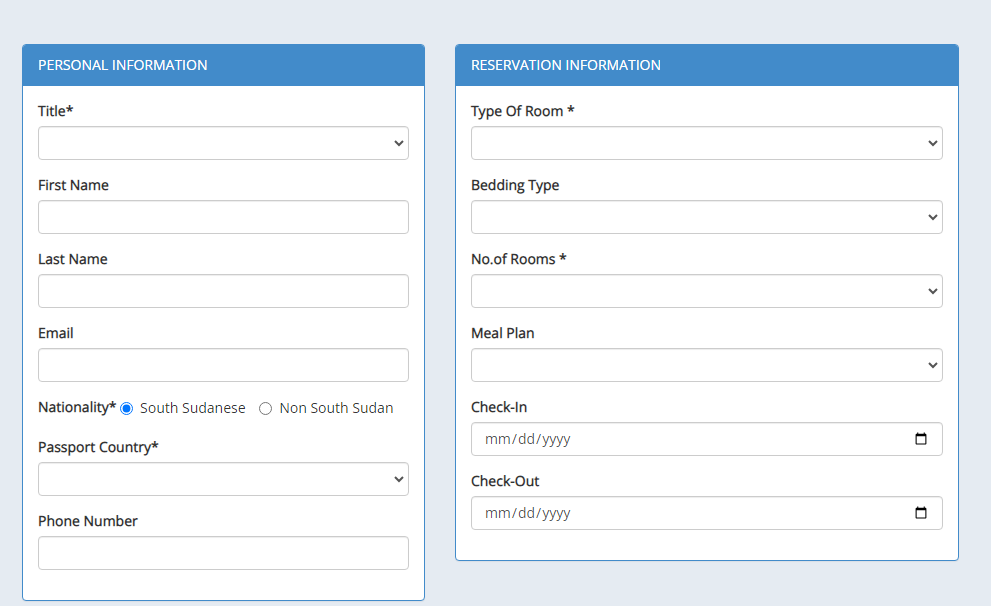 PERSONAL INFORMATION
Title*
First Name
Last Name
Email
Nationality* South Sudanese Non South Sudan
Passport Country*
Phone Number
RESERVATION INFORMATION
Type Of Room *
Bedding Type
No.of Rooms *
Meal Plan
Check-In
mm/dd/yyyy
Check-Out
mm/dd/yyyy